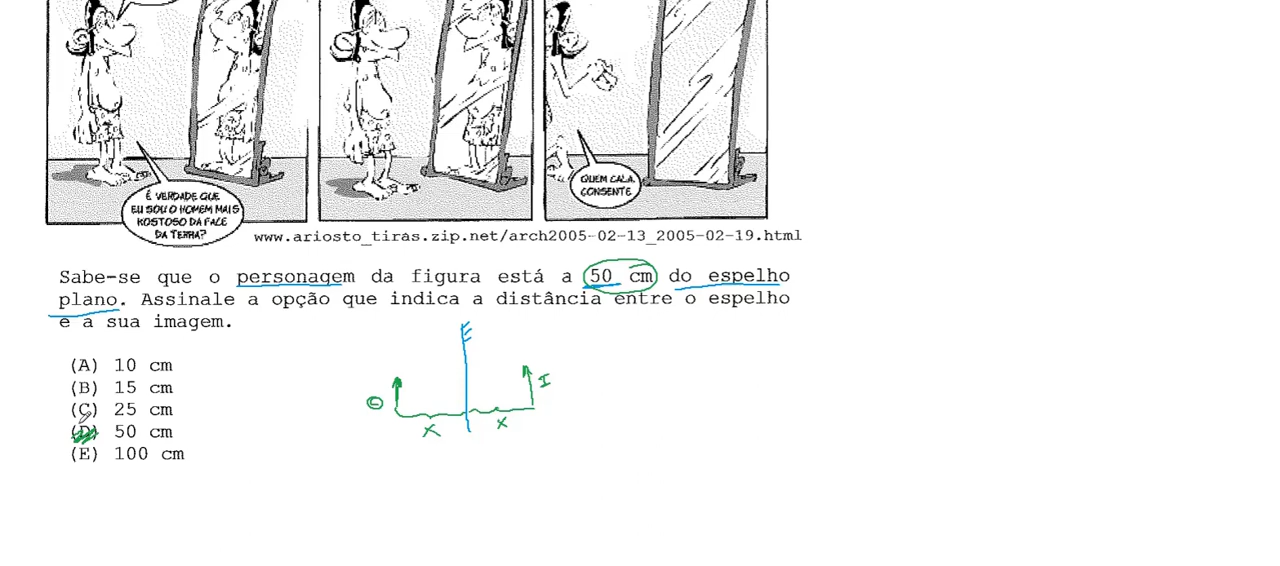 É VERDADE QUE
EU SOU O HOMEM MAIS
ROSTOSO DA FACE
DA TERRA?
QUEM CALA,
CONSENTE
www.ariosto_tiras.zip.net/arch2005-02-13_2005-02-19.html
Sabe-se que o personagem da figura está a 50 cm do espelho
plano. Assinale a opção que indica a distância entre o espelho
e a sua imagem.
(A) 10 cm
(B) 15 cm
(C) 25 cm
(D) 50 cm
(E) 100 cm
O
I
x
x